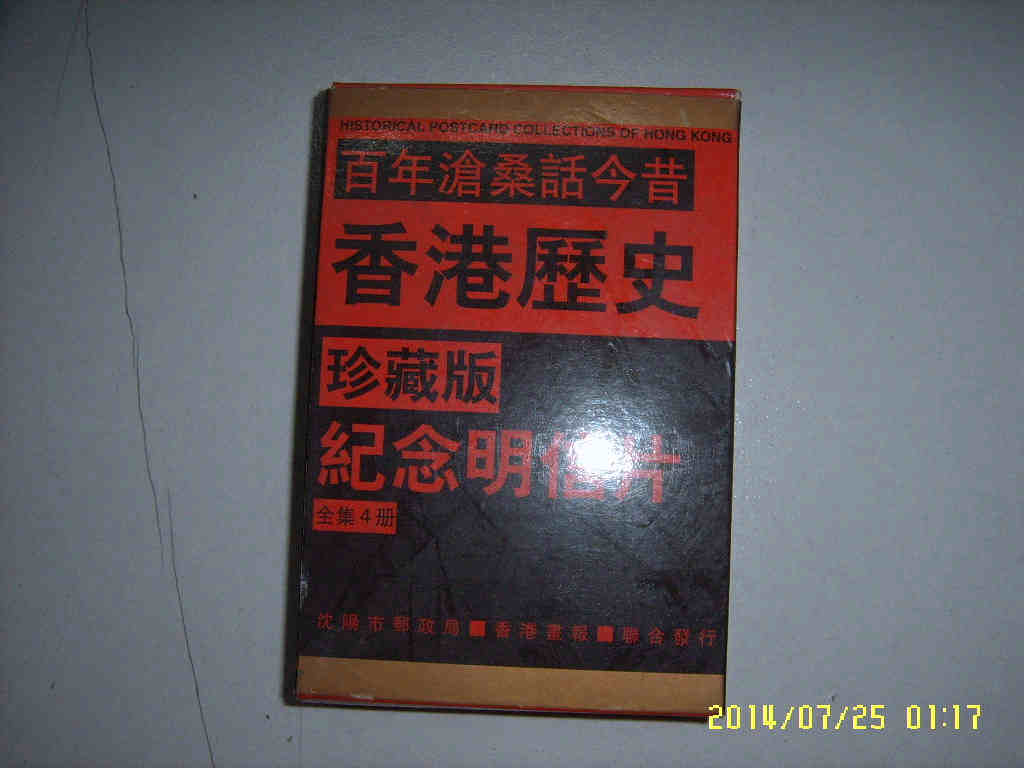 HISTORICAL POSTCARD COLLECTIONS OF HONG KONG
百年滄桑話今昔
香港歷史
珍藏版
紀念明信片
全集4册
沈陽市郵政局■香港畫報■聯合發行
2014/07/25 01:17